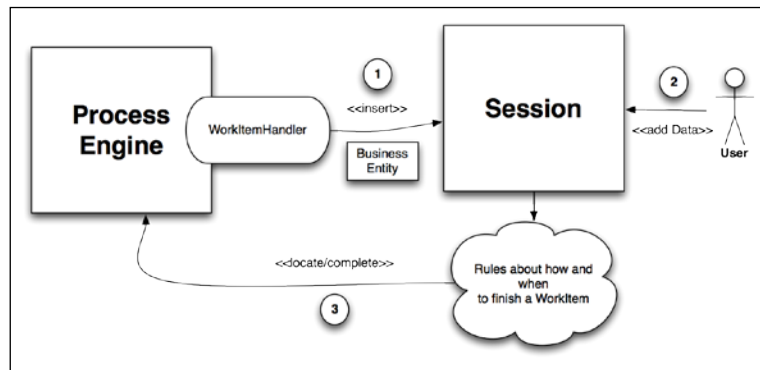 Process
Engine
WorkItemHandler
1
<<insert>>
Business
Entity
Session
2
<<add Data>>
User
Rules about how and
when
to finish a WorkItem
<<locate/complete>>
3